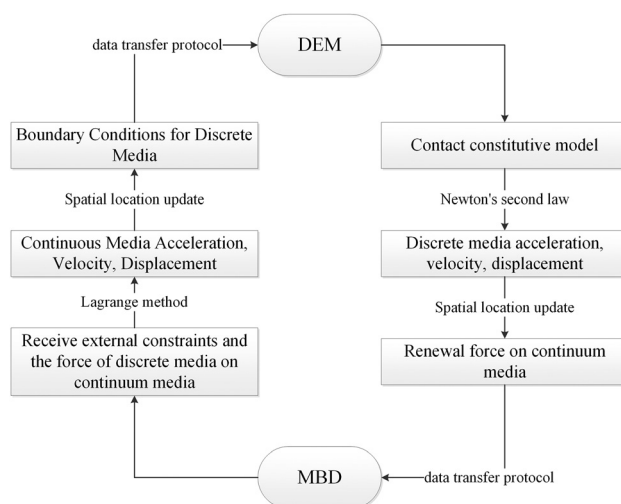 data transfer protocol
DEM
Boundary Conditions for Discrete
Media
Contact constitutive model
Spatial location update
Newton's second law
Continuous Media Acceleration,
Velocity, Displacement
Discrete media acceleration,
velocity, displacement
Lagrange method
Spatial location update
Receive external constraints and
the force of discrete media on
continuum media
Renewal force on continuum
media
MBD
data transfer protocol